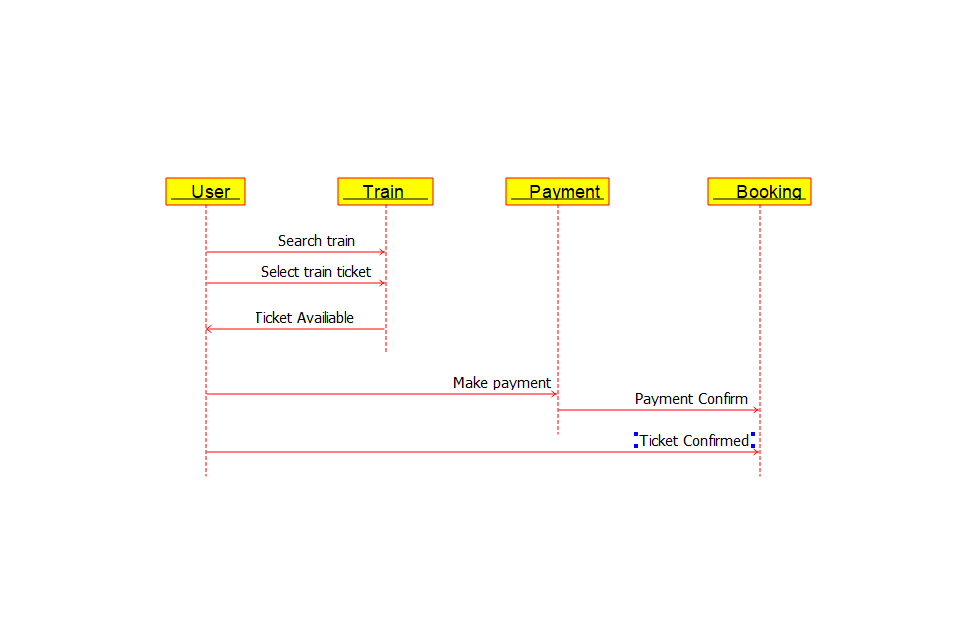 User
Train
Payment
Booking
Search train
Select train ticket
Ticket Availiable
Make payment
Payment Confirm
Ticket Confirmed